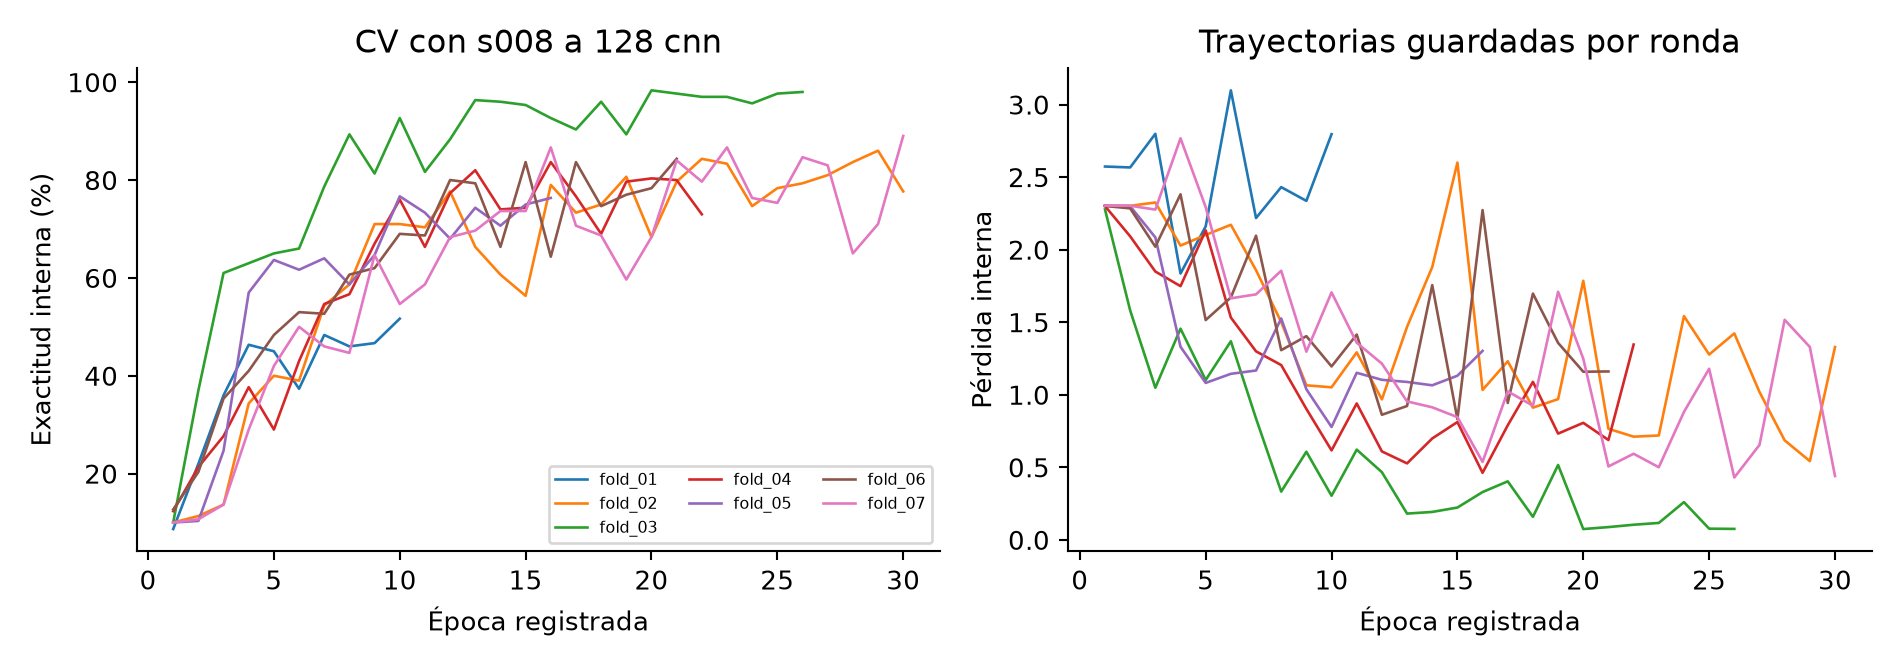 CV con s008 a 128 cnn
Exactitud interna (%)
100
80
60
40
20
0
5
10
15
20
25
30
Época registrada
fold_01
fold_02
fold_03
fold_04
fold_05
fold_06
fold_07
Trayectorias guardadas por ronda
Pérdida interna
3.0
2.5
2.0
1.5
1.0
0.5
0.0
0
5
10
15
20
25
30
Época registrada